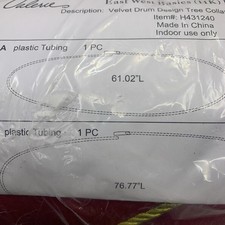 Valerie
East West Basics (HK)
Description: Velvet Drum Design Tree Colla
Item#: H431240
Made In China
Indoor use only
A plastic Tubing 1 PC
61.02"L
plastic Tubing 1 PC
76.77"L